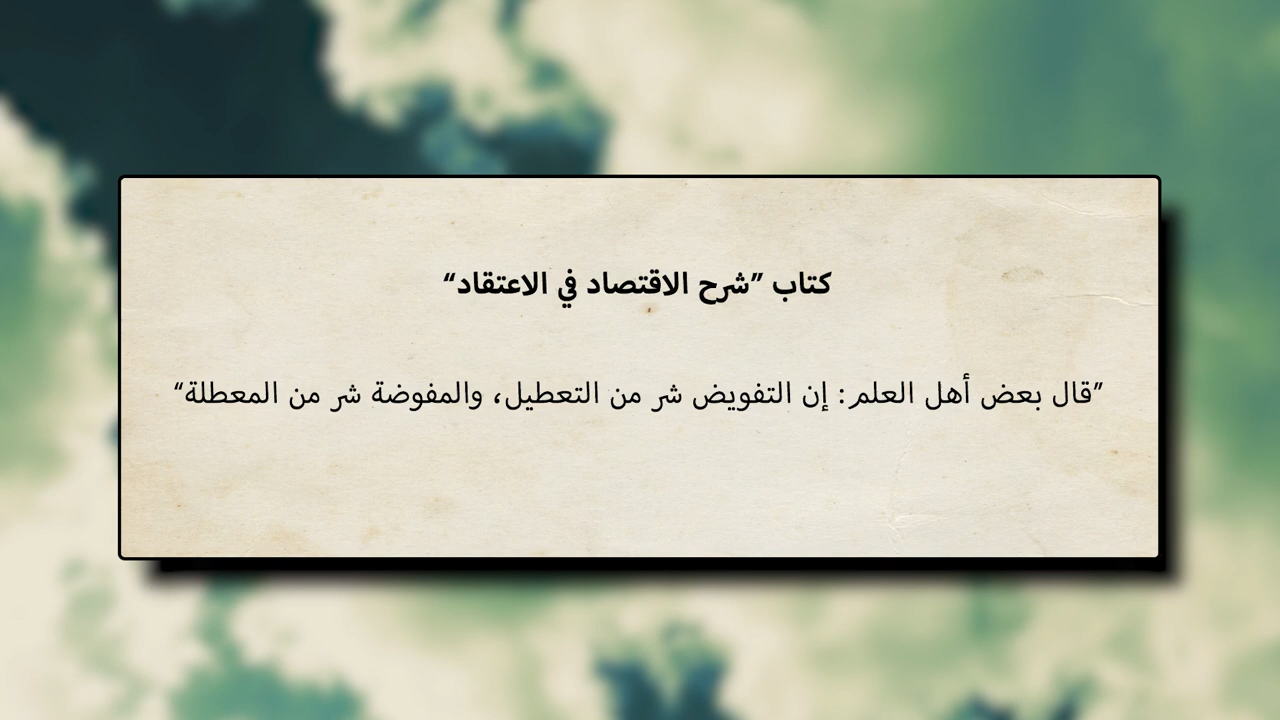 كتاب ”شرح الاقتصاد في الاعتقاد“
”قال بعض أهل العلم: إن التفويض شر من التعطيل، والمفوضة شر من المعطلة“